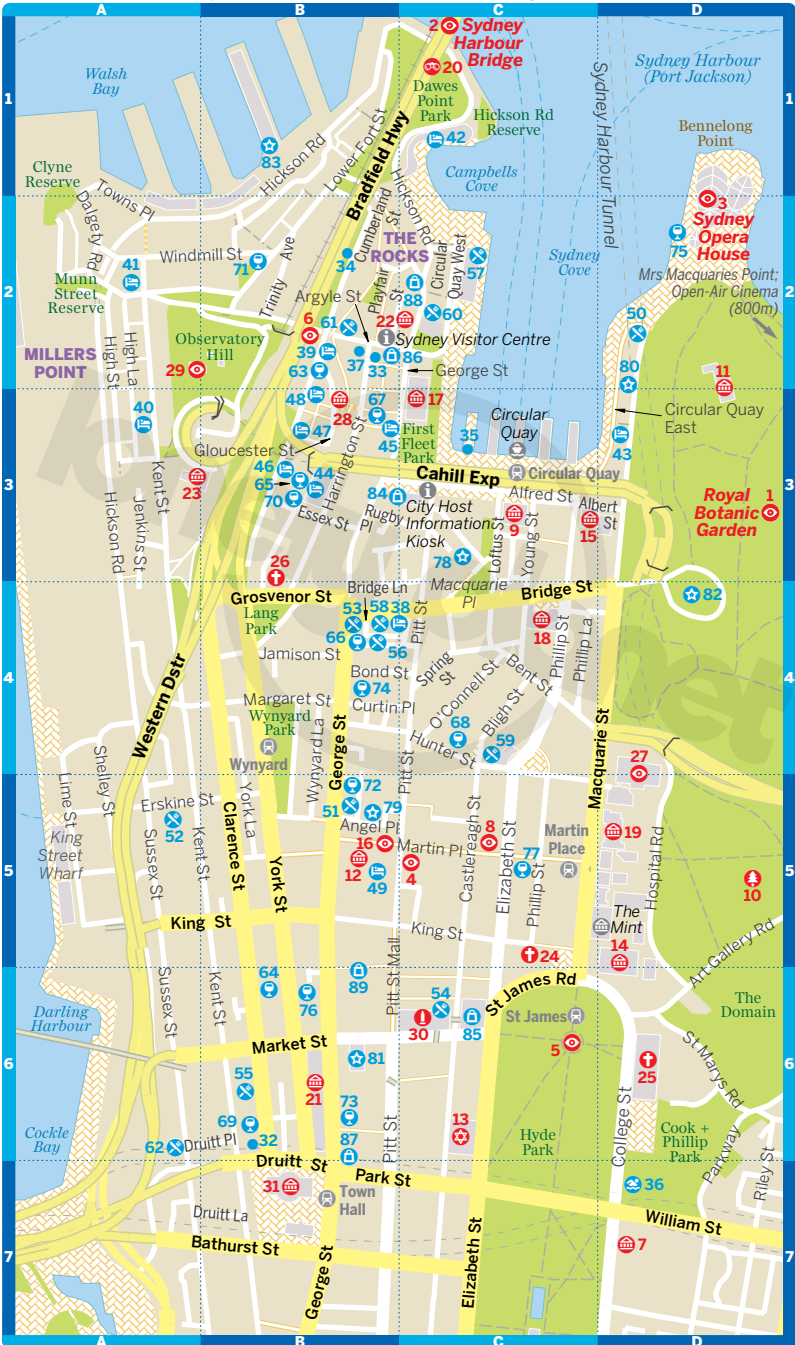 A
B
C
D
2 Sydney
Harbour
Bridge
20
Dawes
Point
Park
Walsh
Bay
Sydney Harbour
(Port Jackson)
1
1
83
Hickson Rd
Lower Fort St
Bradfield Hwy
42
Hickson Rd
Reserve
Bennelong
Point
Clyne
Reserve
Towns Pl
Dalgety Rd
Campbells
Cove
Sydney Harbour Tunnel
3
Sydney
Opera
House
75
Mrs Macquaries Point;
Open-Air Cinema
(800m)
Windmill St
71
Trinity
Ave
34
Cumberland
St
Hickson Rd
THE
ROCKS
Circular
Quay West
57
Sydney
Cove
41
Munn
Street
Reserve
2
2
Argyle St
Playfair
St
88
60
50
6
61
22
Sydney Visitor Centre
MILLERS
POINT
High La
High St
Observatory
Hill
29
39
63
37
33
86
George St
80
11
40
48
28
67
17
Circular
Quay
35
Circular Quay
East
43
47
45
First
Fleet
Park
Gloucester St
Cahill Exp
Circular Quay
Kent St
23
46
65
44
70
Harrington St
3
3
84
City Host
Information
Kiosk
Alfred St
Albert
St
Royal
Botanic
Garden
1
Hickson Rd
Jenkins St
Essex St
Rugby
Pl
9
15
Loftus St
Young St
78
Macquarie
Pl
26
Bridge Ln
Bridge St
82
Grosvenor St
Lang
Park
53
58
38
66
56
Pitt St
18
Phillip St
Phillip La
Jamison St
Spring
St
Bent St
4
4
Bond St
74
Curtin Pl
O'Connell St
Bligh St
Western Dstr
Margaret St
Wynyard
Park
Wynyard La
George St
68
Hunter St
59
Macquarie St
27
Wynyard
Pitt St
Shelley St
Lime St
72
51
79
Erskine St
52
Clarence St
York La
Angel Pl
16
Martin Pl
8
Castlereagh St
Elizabeth St
Martin
Place
19
Hospital Rd
King
Street
Wharf
Sussex St
Kent St
York St
12
49
4
77
Phillip St
10
5
5
The
Mint
King St
King St
24
14
Art Gallery Rd
Pitt St Mall
64
76
89
54
30
85
St James Rd
St James
The
Domain
Sussex St
Kent St
Darling
Harbour
Market St
81
5
25
St Marys Rd
6
6
55
21
73
69
32
87
13
Hyde
Park
College St
Cook +
Phillip
Park
Parkway
Riley St
Cockle
Bay
62
Druitt Pl
Pitt St
Druitt St
Park St
36
31
Town
Hall
William St
Druitt La
7
Bathurst St
George St
Elizabeth St
7
7
A
B
C
D